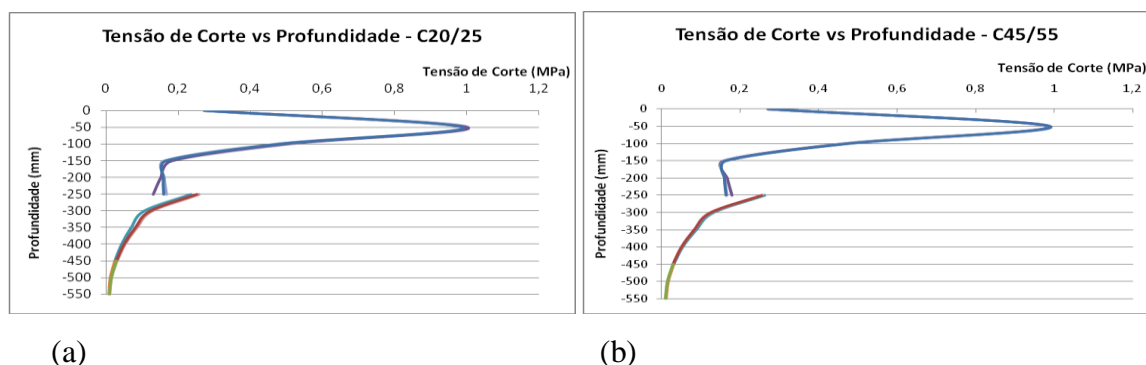 Tensão de Corte vs Profundidade - C20/25
Tensão de Corte (MPa)
0 0,2 0,4 0,6 0,8 1 1,2
Profundidade (mm)
0
-50
-100
-150
-200
-250
-300
-350
-400
-450
-500
-550
(a)
Tensão de Corte vs Profundidade - C45/55
Tensão de Corte (MPa)
0 0,2 0,4 0,6 0,8 1 1,2
Profundidade (mm)
0
-50
-100
-150
-200
-250
-300
-350
-400
-450
-500
-550
(b)